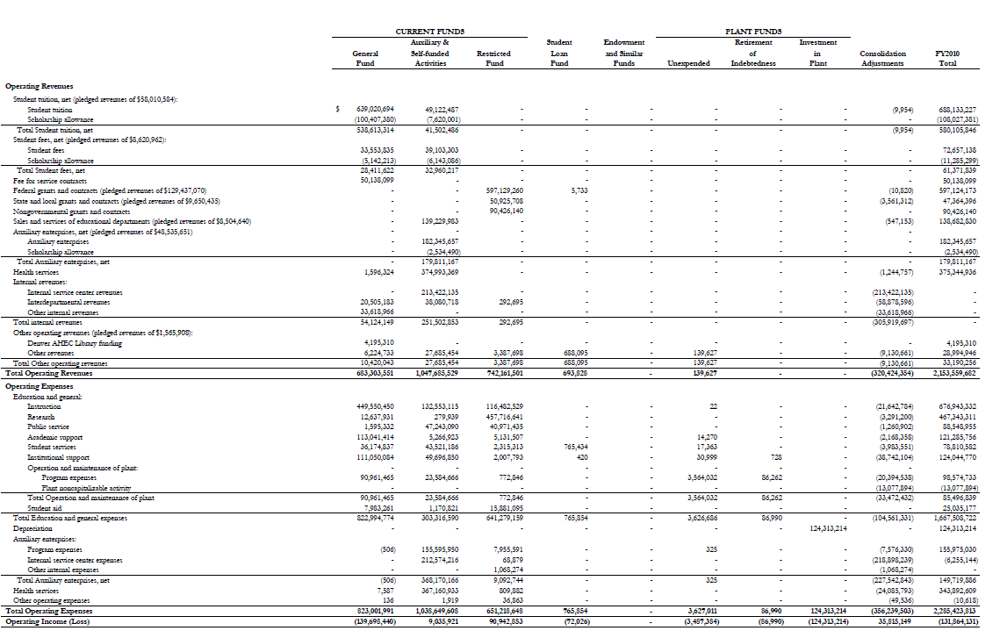 CURRENT FUNDS PLANT FUNDS
Auxiliary & Student Endowment Retirement Investment
General Self-funded Restricted Loan and Similar of in Consolidation FY2010
Fund Activities Fund Fund Funds Unexpended Indebtedness Plant Adjustments Total
Operating Revenues
Student tuition, net (pledged revenues of $58,010,584):
Student tuition $ 639,020,694 49,122,487 - - - - - - (9,954) 688,133,227
Scholarship allowance (100,407,380) (7,620,001) - - - - - - - (108,027,381)
Total Student tuition, net 538,613,314 41,502,486 - - - - - - (9,954) 580,105,846
Student fees, net (pledged revenues of $8,620,962):
Student fees 33,553,835 39,103,303 - - - - - - - 72,657,138
Scholarship allowance (5,142,213) (6,143,086) - - - - - - - (11,285,299)
Total Student fees, net 28,411,622 32,960,217 - - - - - - - 61,371,839
Fee for service contracts 50,138,099 - - - - - - - - 50,138,099
Federal grants and contracts (pledged revenues of $129,437,070) - - 597,129,260 5,733 - - - - (10,820) 597,124,173
State and local grants and contracts (pledged revenues of $9,650,435) - - 50,925,708 - - - - - (3,561,312) 47,364,396
Nongovernmental grants and contracts - - 90,426,140 - - - - - - 90,426,140
Sales and services of educational departments (pledged revenues of $8,504,640) - 139,229,983 - - - - - - (547,153) 138,682,830
Auxiliary enterprises, net (pledged revenues of $48,535,651) - - - - - - - - -
Auxiliary enterprises - 182,345,657 - - - - - - - 182,345,657
Scholarship allowance - (2,534,490) - - - - - - - (2,534,490)
Total Auxiliary enterprises, net - 179,811,167 - - - - - - - 179,811,167
Health services 1,596,324 374,993,369 - - - - - - (1,244,757) 375,344,936
Internal revenues:
Internal service center revenues - 213,422,135 - - - - - - (213,422,135) -
Interdepartmental revenues 20,505,183 38,080,718 292,695 - - - - - (58,878,596) -
Other internal revenues 33,618,966 - - - - - - - (33,618,966) -
Total internal revenues 54,124,149 251,502,853 292,695 - - - - - (305,919,697) -
Other operating revenues (pledged revenues of $1,565,908):
Denver AHEC Library funding 4,195,310 - - - - - - - - 4,195,310
Other revenues 6,224,733 27,685,454 3,387,698 688,095 - 139,627 - - (9,130,661) 28,994,946
Total Other operating revenues 10,420,043 27,685,454 3,387,698 688,095 - 139,627 - - (9,130,661) 33,190,256
Total Operating Revenues 683,303,551 1,047,685,529 742,161,501 693,828 - 139,627 - - (320,424,354) 2,153,559,682
Operating Expenses
Education and general:
Instruction 449,550,450 132,553,115 116,482,529 - - 22 - - (21,642,784) 676,943,332
Research 12,637,931 279,939 457,716,641 - - - - - (3,291,200) 467,343,311
Public service 1,595,332 47,243,090 40,971,435 - - - - - (1,260,902) 88,548,955
Academic support 113,041,414 5,266,923 5,131,507 - - 14,270 - - (2,168,358) 121,285,756
Student services 36,174,837 43,521,186 2,315,313 765,434 - 17,363 - - (3,983,551) 78,810,582
Institutional support 111,050,084 49,696,850 2,007,793 420 - 30,999 728 - (38,742,104) 124,044,770
Operation and maintenance of plant: - - - - - - - - -
Program expenses 90,961,465 23,584,666 772,846 - - 3,564,032 86,262 - (20,394,538) 98,574,733
Plant noncapitalizable activity - - - - - - - - (13,077,894) (13,077,894)
Total Operation and maintenance of plant 90,961,465 23,584,666 772,846 - - 3,564,032 86,262 - (33,472,432) 85,496,839
Student aid 7,983,261 1,170,821 15,881,095 - - - - - - 25,035,177
Total Education and general expenses 822,994,774 303,316,590 641,279,159 765,854 - 3,626,686 86,990 - (104,561,331) 1,667,508,722
Depreciation - - - - - - - 124,313,214 - 124,313,214
Auxiliary enterprises:
Program expenses (506) 155,595,950 7,955,591 - - 325 - - (7,576,330) 155,975,030
Internal service center expenses - 212,574,216 68,879 - - - - - (218,898,239) (6,255,144)
Other internal expenses - - 1,068,274 - - - - - (1,068,274) -
Total Auxiliary enterprises, net (506) 368,170,166 9,092,744 - - 325 - - (227,542,843) 149,719,886
Health services 7,587 367,160,933 809,882 - - - - - (24,085,793) 343,892,609
Other operating expenses 136 1,919 36,863 - - - - - (49,536) (10,618)
Total Operating Expenses 823,001,991 1,038,649,608 651,218,648 765,854 - 3,627,011 86,990 124,313,214 (356,239,503) 2,285,423,813
Operating Income (Loss) (139,698,440) 9,035,921 90,942,853 (72,026) - (3,487,384) (86,990) (124,313,214) 35,815,149 (131,864,131)